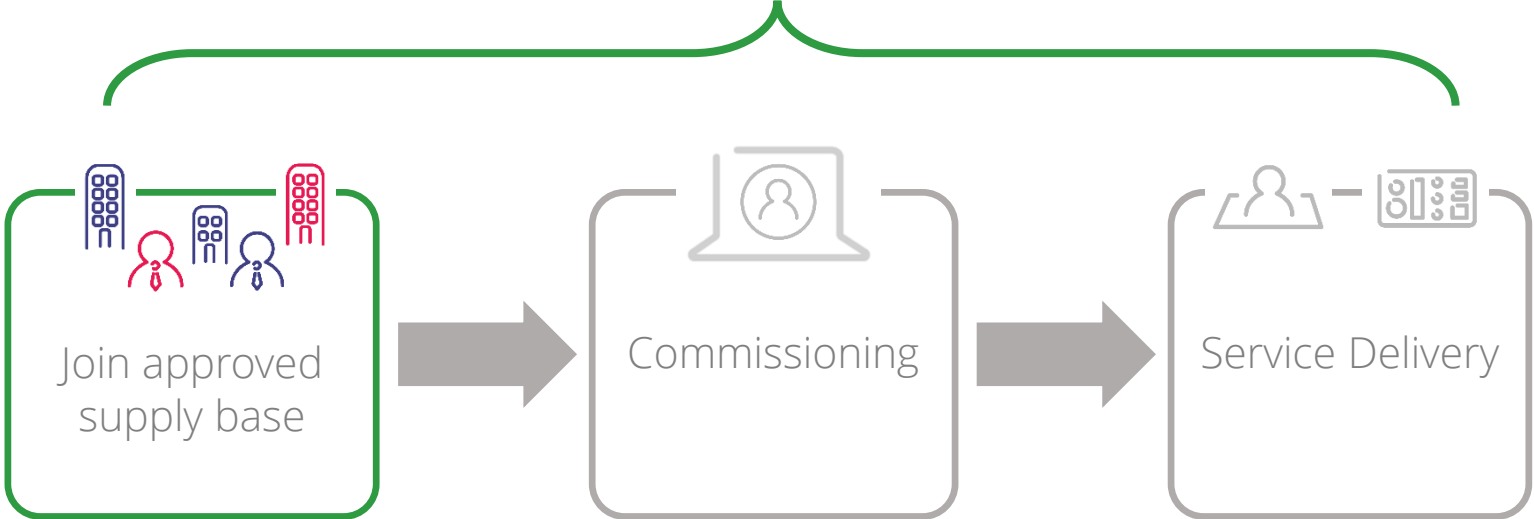 Join approved
supply base
Commissioning
Service Delivery